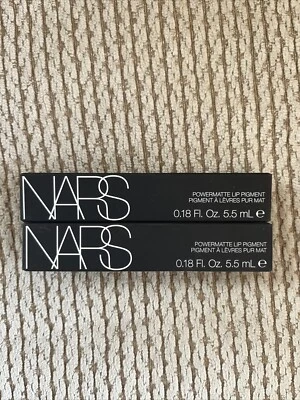 NARS
POWERMATTE LIP PIGMENT
PIGMENT À LÈVRES PUR MAT
0.18 Fl. Oz. 5.5 mL ℮
NARS
POWERMATTE LIP PIGMENT
PIGMENT À LÈVRES PUR MAT
0.18 Fl. Oz. 5.5 mL ℮